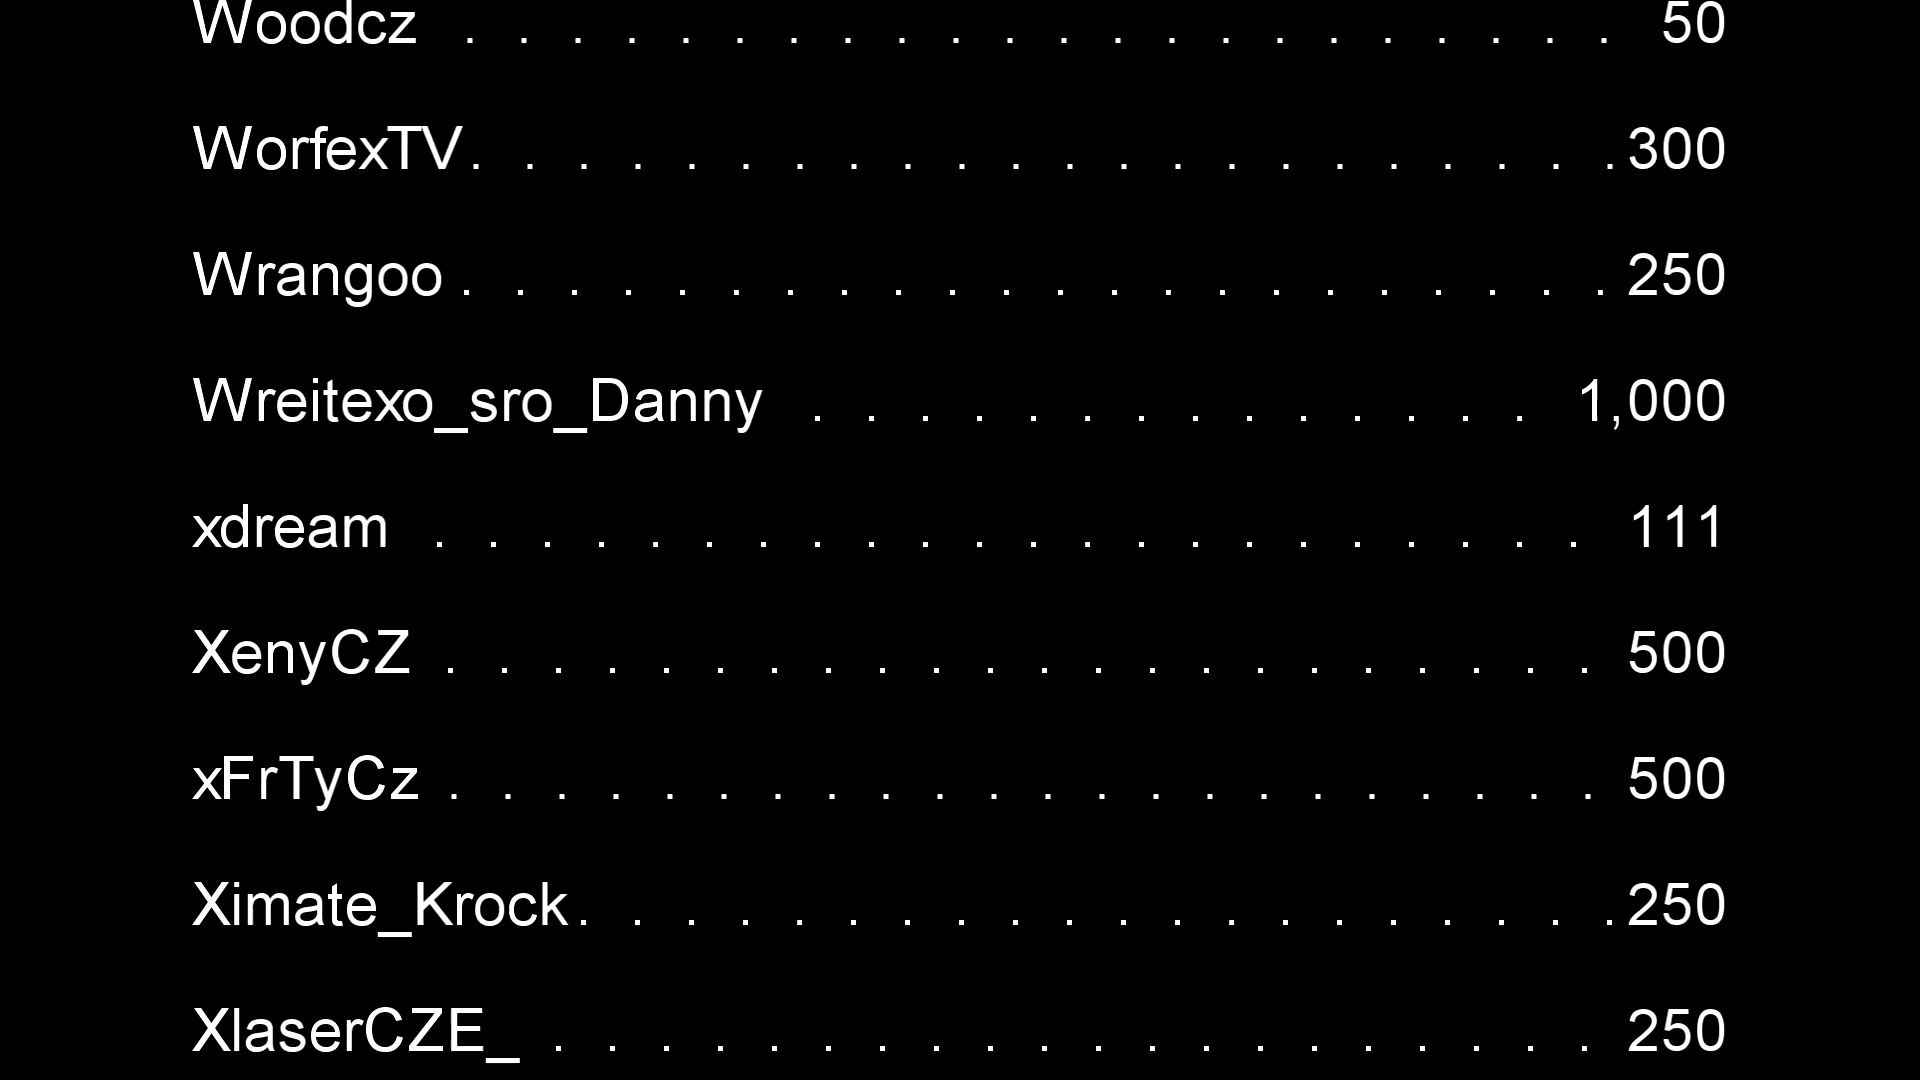 Woodcz . . . . . . . . . . . . . . . . . . . . . . 50
WorfexTV . . . . . . . . . . . . . . . . . . . . . . 300
Wrangoo . . . . . . . . . . . . . . . . . . . . . . 250
Wreitexo_sro_Danny . . . . . . . . . . . . . . 1,000
xdream . . . . . . . . . . . . . . . . . . . . . . 111
XenyCZ . . . . . . . . . . . . . . . . . . . . . . 500
xFrTyCz . . . . . . . . . . . . . . . . . . . . . . 500
Ximate_Krock . . . . . . . . . . . . . . . . . . . . 250
XlaserCZE_ . . . . . . . . . . . . . . . . . . . . 250